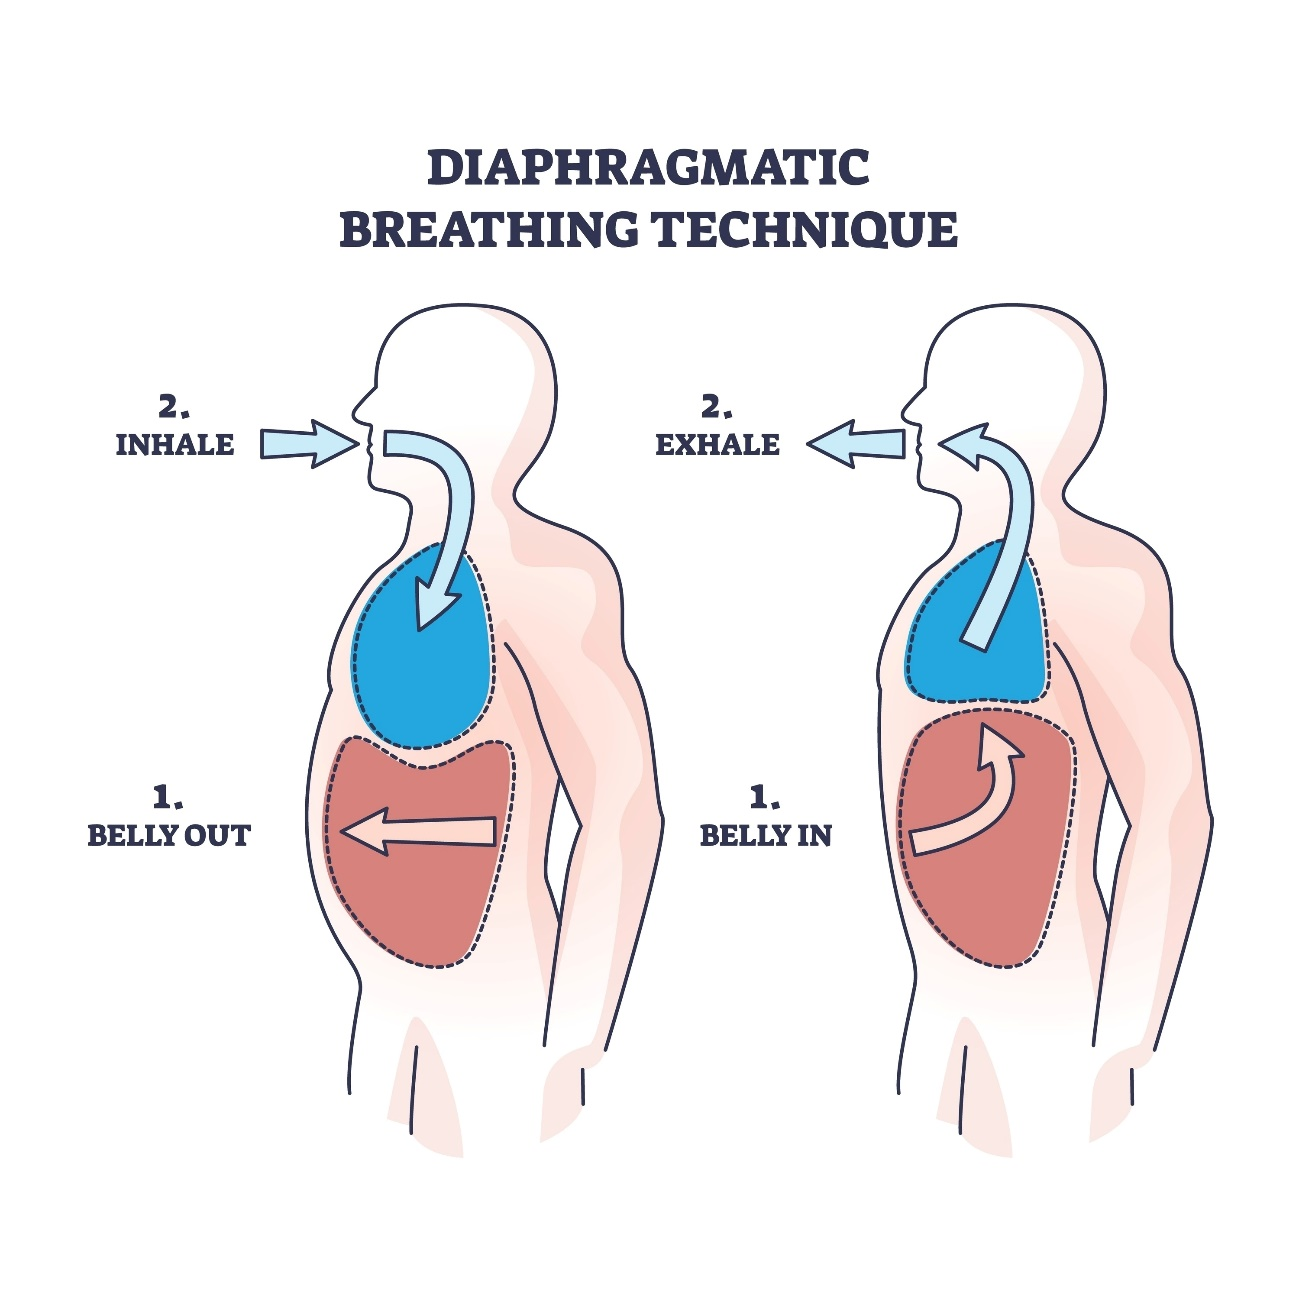 DIAPHRAGMATIC
BREATHING TECHNIQUE
2.
INHALE
1.
BELLY OUT
2.
EXHALE
1.
BELLY IN